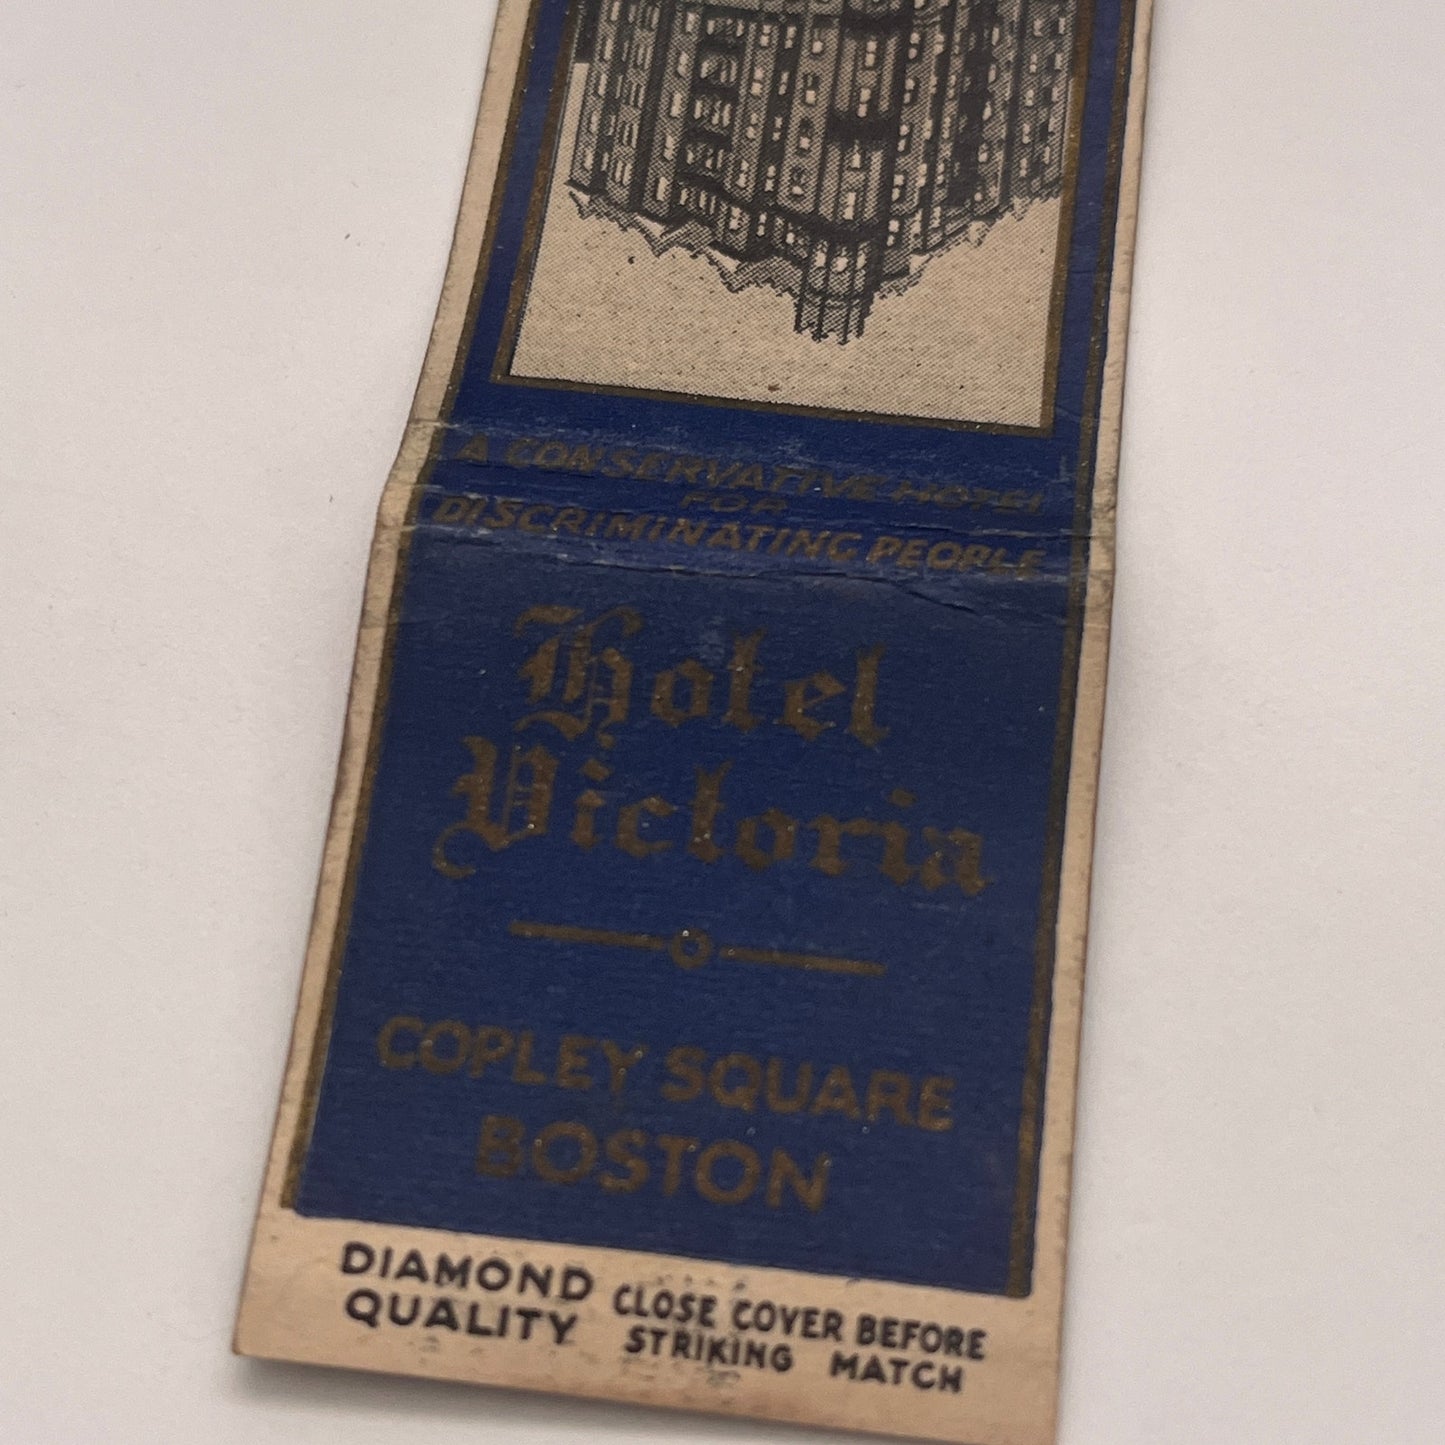 A CONSERVATIVE HOTEL
FOR
DISCRIMINATING PEOPLE
Hotel
Victoria
COPLEY SQUARE
BOSTON
DIAMOND
QUALITY
CLOSE COVER BEFORE
STRIKING MATCH